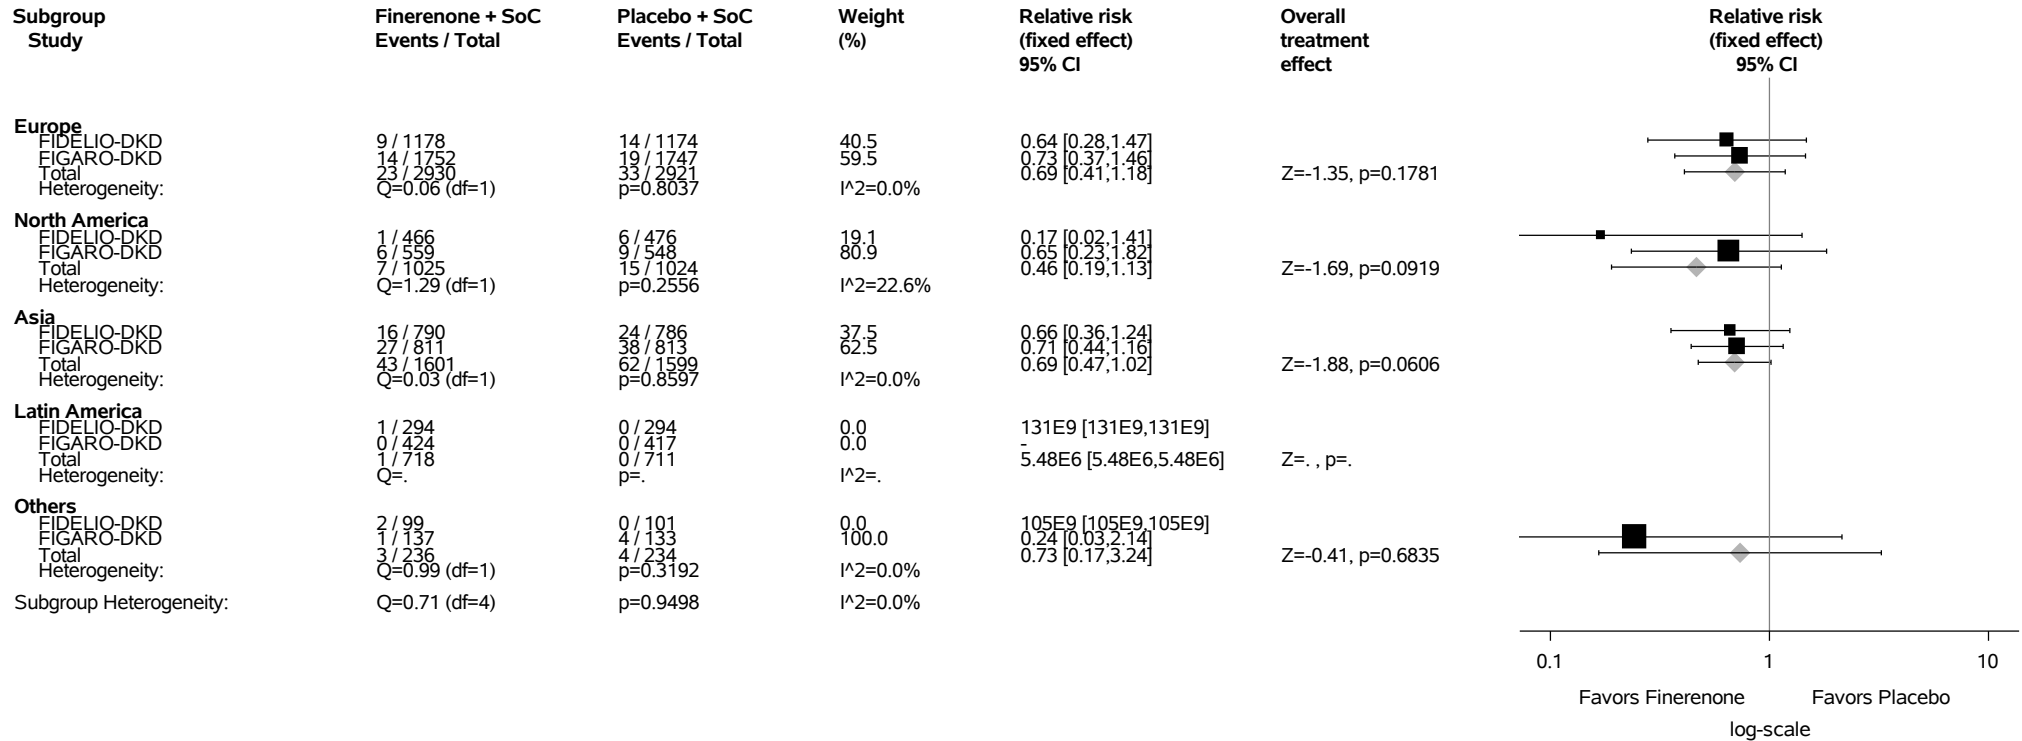 Subgroup Finerenone + SoC Placebo + SoC Weight Relative risk Overall Relative risk
Study Events / Total Events / Total (%) (fixed effect) treatment (fixed effect)
95% CI effect 95% CI
Europe
FIDELIO-DKD 9 / 1178 14 / 1174 40.5 0.64 [0.28,1.47]
FIGARO-DKD 14 / 1752 19 / 1747 59.5 0.73 [0.37,1.46]
Total 23 / 2930 33 / 2921 0.69 [0.41,1.18] Z=-1.35, p=0.1781
Heterogeneity: Q=0.06 (df=1) p=0.8037 I^2=0.0%
North America
FIDELIO-DKD 1 / 466 6 / 476 19.1 0.17 [0.02,1.41]
FIGARO-DKD 6 / 559 9 / 548 80.9 0.65 [0.23,1.82]
Total 7 / 1025 15 / 1024 0.46 [0.19,1.13] Z=-1.69, p=0.0919
Heterogeneity: Q=1.29 (df=1) p=0.2556 I^2=22.6%
Asia
FIDELIO-DKD 16 / 790 24 / 786 37.5 0.66 [0.36,1.24]
FIGARO-DKD 27 / 811 38 / 813 62.5 0.71 [0.44,1.16]
Total 43 / 1601 62 / 1599 0.69 [0.47,1.02] Z=-1.88, p=0.0606
Heterogeneity: Q=0.03 (df=1) p=0.8597 I^2=0.0%
Latin America
FIDELIO-DKD 1 / 294 0 / 294 0.0 131E9 [131E9,131E9]
FIGARO-DKD 0 / 424 0 / 417 0.0 -
Total 1 / 718 0 / 711 5.48E6 [5.48E6,5.48E6] Z=. , p=.
Heterogeneity: Q=. p=. I^2=.
Others
FIDELIO-DKD 2 / 99 0 / 101 0.0 105E9 [105E9,105E9]
FIGARO-DKD 1 / 137 4 / 133 100.0 0.24 [0.03,2.14]
Total 3 / 236 4 / 234 0.73 [0.17,3.24] Z=-0.41, p=0.6835
Heterogeneity: Q=0.99 (df=1) p=0.3192 I^2=0.0%
Subgroup Heterogeneity: Q=0.71 (df=4) p=0.9498 I^2=0.0%
0.1 1 10
Favors Finerenone Favors Placebo
log-scale